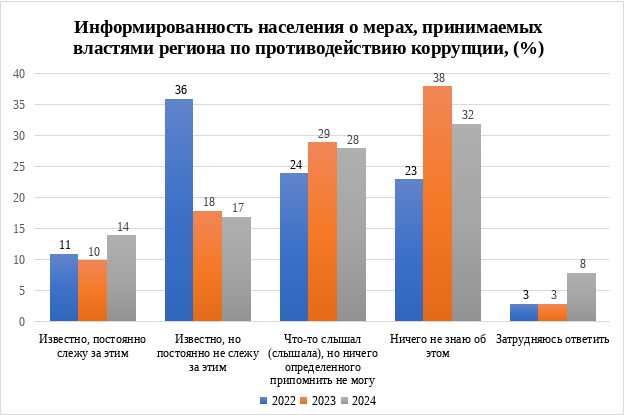 Информированность населения о мерах, принимаемых
властями региона по противодействию коррупции, (%)
40
35
30
25
20
15
10
5
0
11
10
14
36
18
17
24
29
28
23
38
32
3
3
8
Известно, постоянно
слежу за этим
Известно, но
постоянно не слежу
за этим
Что-то слышал
(слышала), но ничего
определенного
припомнить не могу
Ничего не знаю об
этом
Затрудняюсь ответить
2022 2023 2024